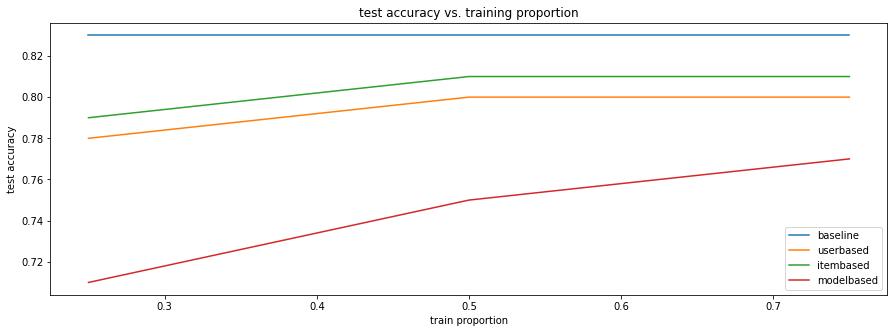 test accuracy vs. training proportion
test accuracy
0.82
0.80
0.78
0.76
0.74
0.72
baseline
userbased
itembased
modelbased
0.3 0.4 0.5 0.6 0.7
train proportion